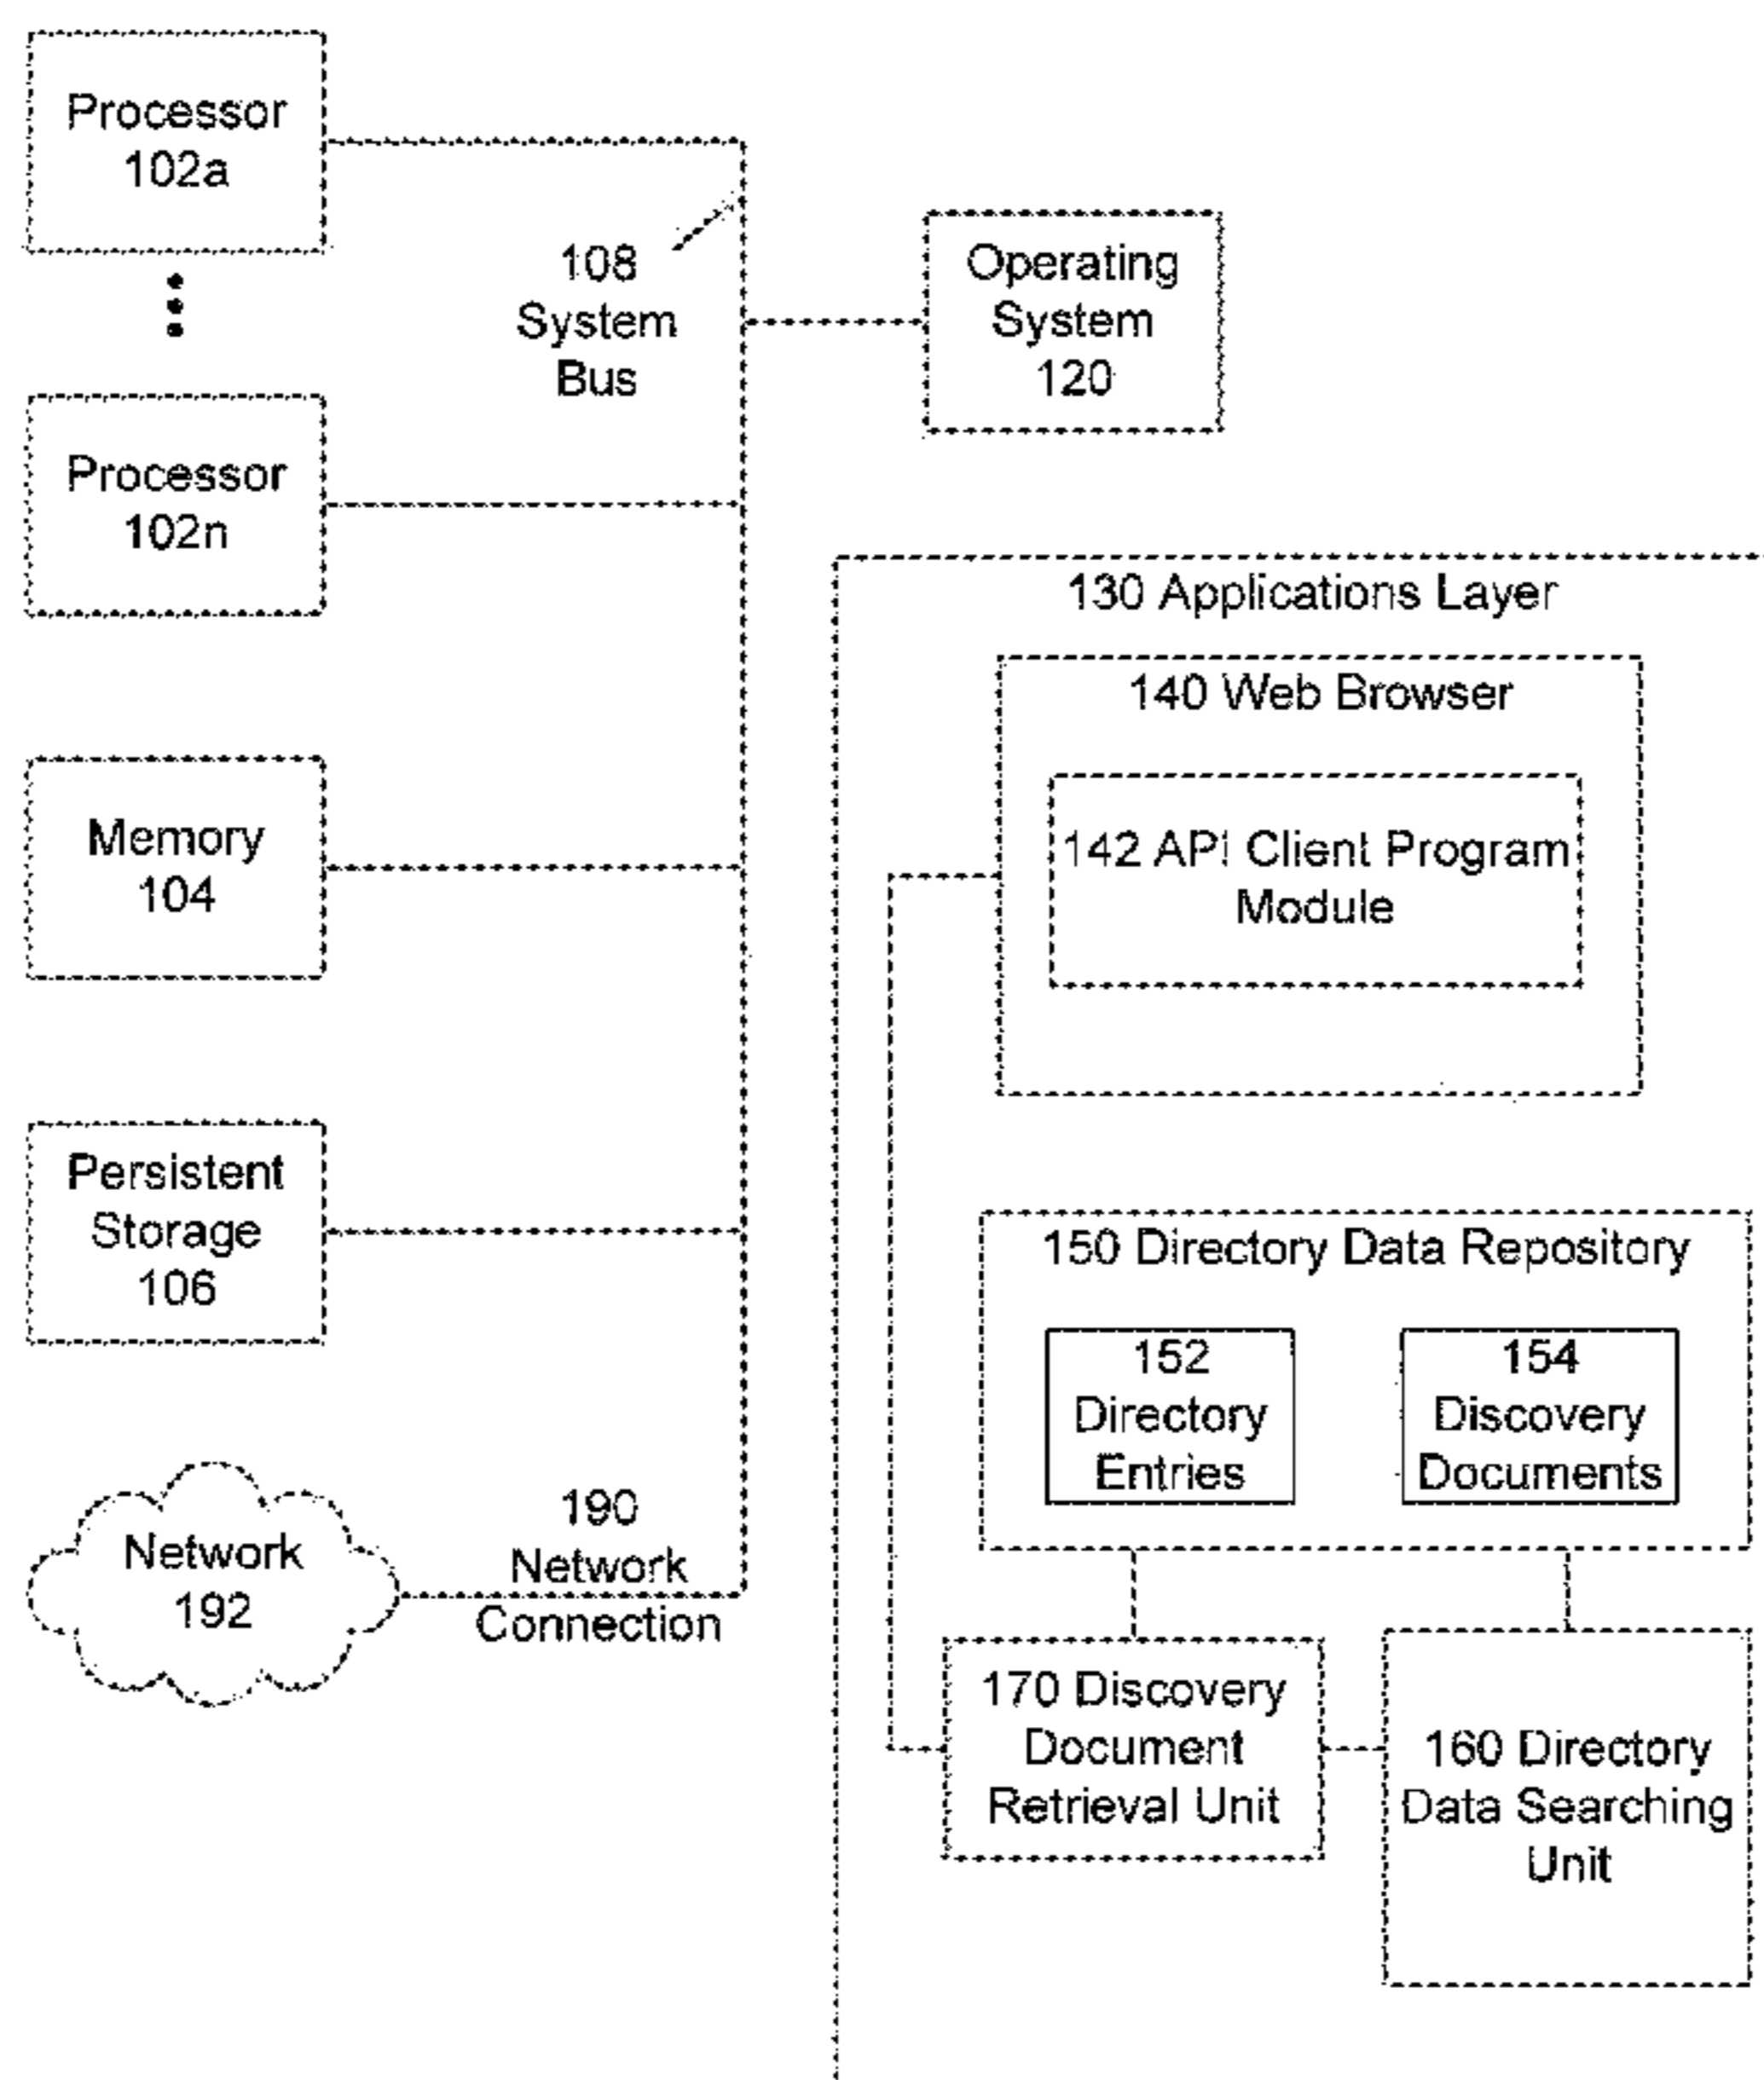 Processor
102a
108
System
Bus
Operating
System
120
Processor
102n
130 Applications Layer
140 Web Browser
142 API Client Program
Module
Memory
104
Persistent
Storage
106
150 Directory Data Repository
152
Directory
Entries
154
Discovery
Documents
Network
192
190
Network
Connection
170 Discovery
Document
Retrieval Unit
160 Directory
Data Searching
Unit